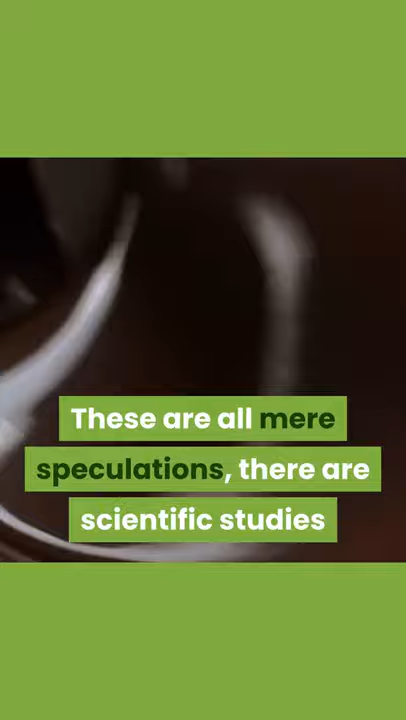 These are all mere
speculations, there are
scientific studies